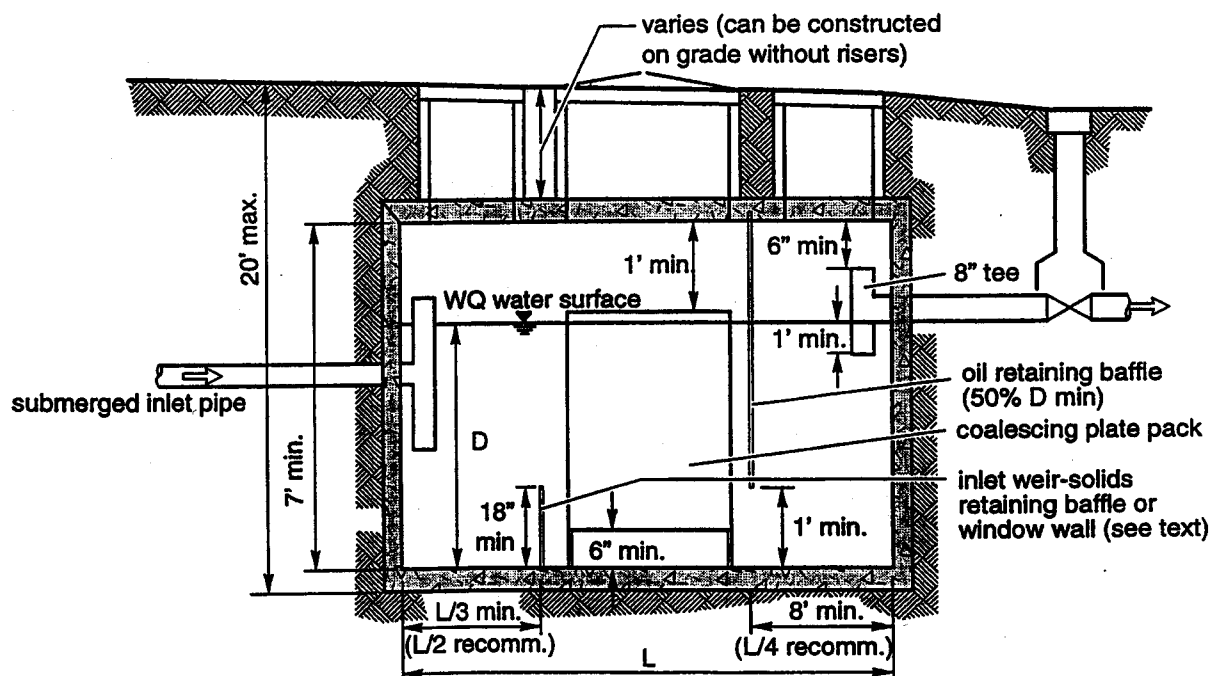 varies (can be constructed
on grade without risers)
20' max.
7' min.
6” min.
1' min.
8” tee
WQ water surface
1' min.
submerged inlet pipe
oil retaining baffle
(50% D min)
coalescing plate pack
D
inlet weir-solids
retaining baffle or
window wall (see text)
18”
min
6” min.
1' min.
L/3 min.
(L/2 recomm.)
8' min.
(L/4 recomm.)
L